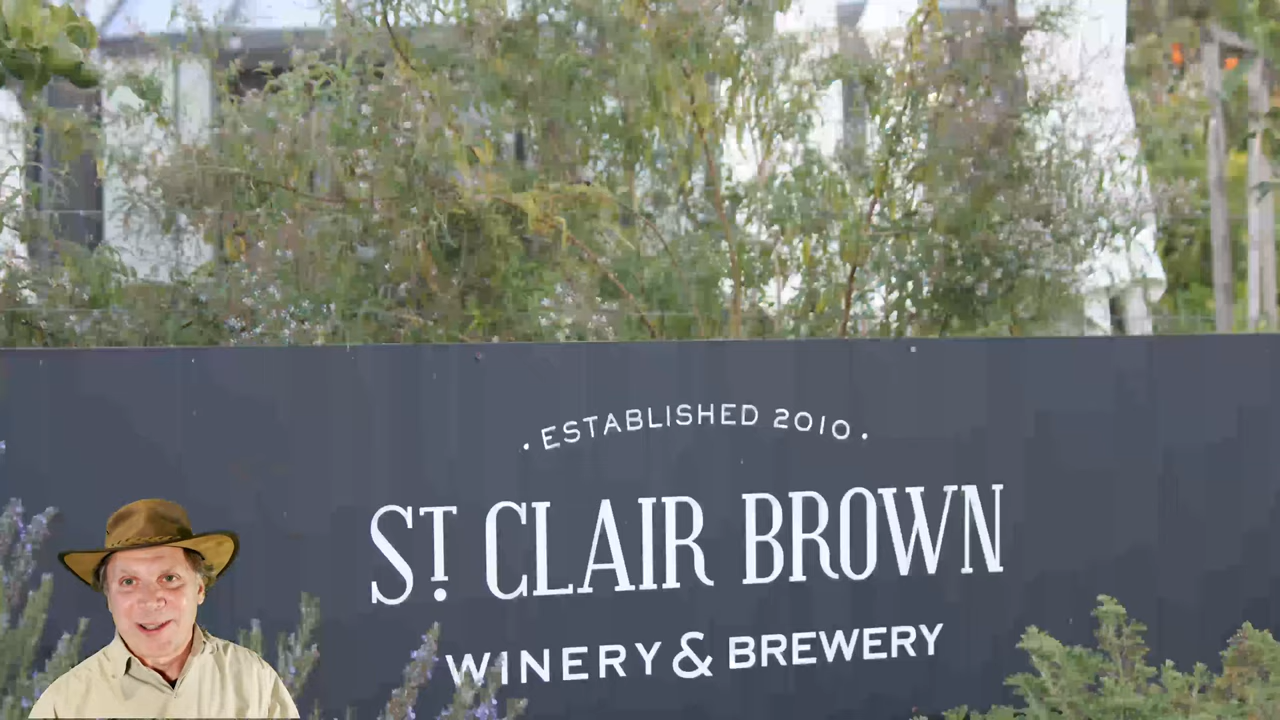 · ESTABLISHED 2010 ·
ST. CLAIR BROWN
WINERY & BREWERY